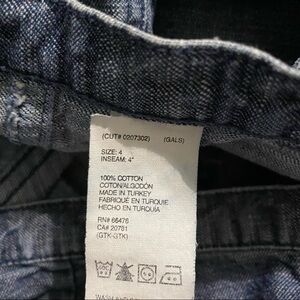 (CUT# 0207302) (GALS)
SIZE: 4
INSEAM: 4"
100% COTTON
COTON/ALGODÓN
MADE IN TURKEY
FABRIQUÉ EN TURQUIE
HECHO EN TURQUÍA
RN# 66476
CA# 20781
(GTK-GTK)